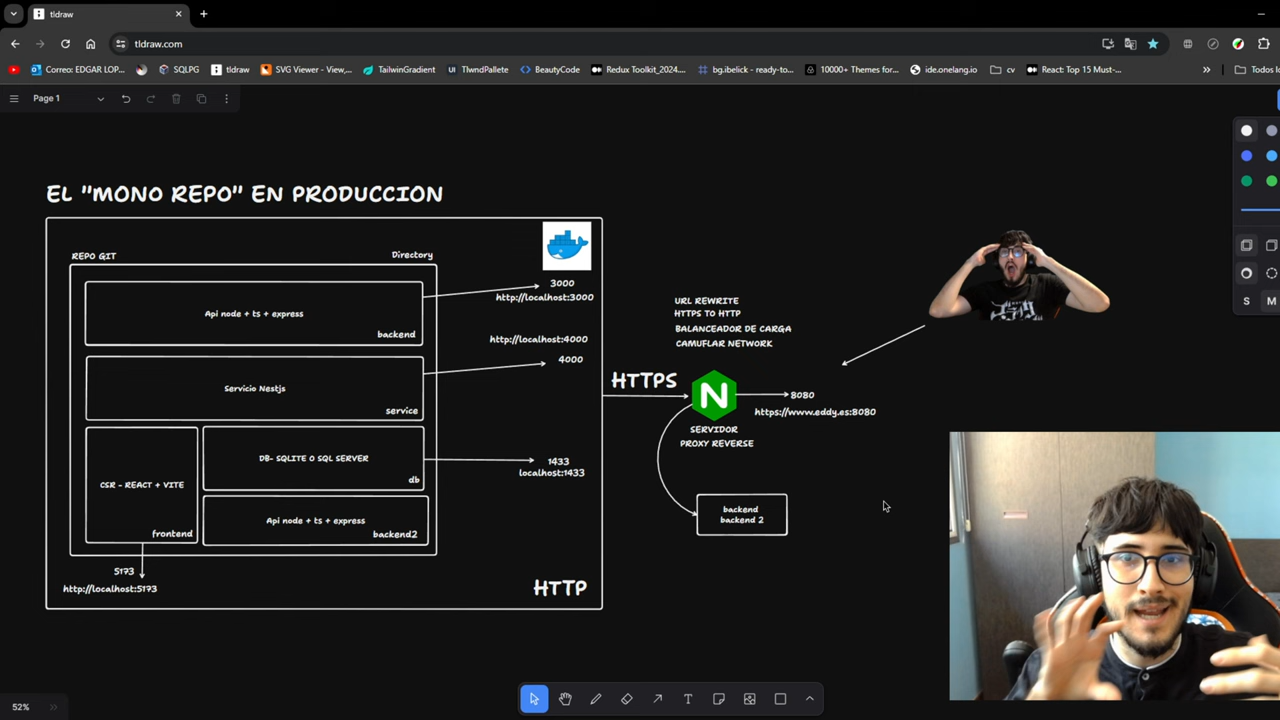 tldraw
tldraw.com
Correo: EDGAR LOP...
SQLPG
tldraw
SVG Viewer - View,...
TailwinGradient
UI
TlwndPallete
BeautyCode
Redux Toolkit_2024....
bg.ibelick - ready-to...
10000+ Themes for...
ide.onelang.io
cv
React: Top 15 Must-...
Todos lo
Page 1
EL "MONO REPO" EN PRODUCCION
REPO GIT
Directory
Api node + ts + express
backend
3000
http://localhost:3000
http://localhost:4000
4000
Servicio Nestjs
service
CSR - REACT + VITE
frontend
DB- SQLITE O SQL SERVER
db
1433
localhost:1433
Api node + ts + express
backend2
5173
http://localhost:5173
HTTP
URL REWRITE
HTTPS TO HTTP
BALANCEADOR DE CARGA
CAMUFLAR NETWORK
HTTPS
N
8080
https://www.eddy.es:8080
SERVIDOR
PROXY REVERSE
backend
backend 2
S
M
52%